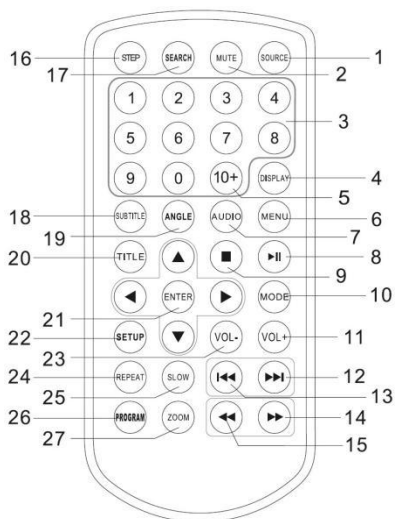 16 STEP SEARCH MUTE SOURCE 1
17 2
1 2 3 4
3
5 6 7 8
9 0 10+ DISPLAY 4
5
18 SUBTITLE ANGLE AUDIO MENU 6
19 7
20 TITLE 8
9
21 ENTER MODE 10
22 SETUP VOL- VOL+ 11
23
24 REPEAT SLOW 12
25 13
26 PROGRAM ZOOM 14
27 15